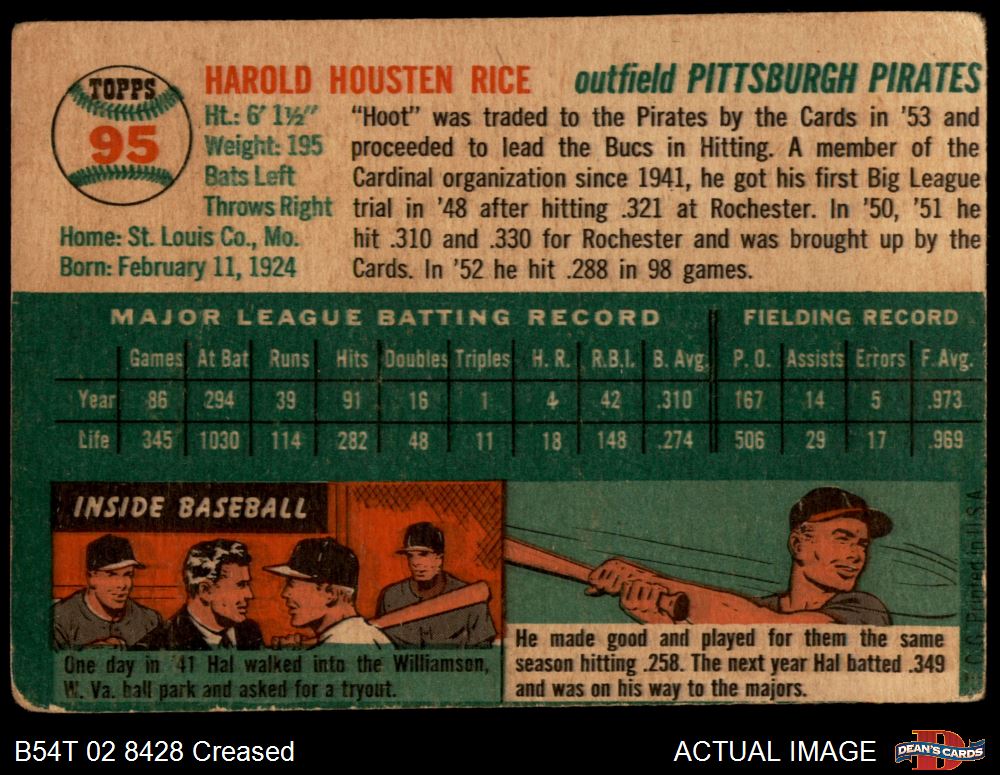 TOPPS
95
HAROLD HOUSTEN RICE outfield PITTSBURGH PIRATES
Ht.: 6' 1½"
Weight: 195
Bats Left
Throws Right
Home: St. Louis Co., Mo.
Born: February 11, 1924
"Hoot" was traded to the Pirates by the Cards in '53 and
proceeded to lead the Bucs in Hitting. A member of the
Cardinal organization since 1941, he got his first Big League
trial in '48 after hitting .321 at Rochester. In '50, '51 he
hit .310 and .330 for Rochester and was brought up by the
Cards. In '52 he hit .288 in 98 games.
MAJOR LEAGUE BATTING RECORD FIELDING RECORD
Games At Bat Runs Hits Doubles Triples H. R. R.B.I. B. Avg. P. O. Assists Errors F. Avg.
Year 86 294 39 91 16 1 4 42 .310 167 14 5 .973
Life 345 1030 114 282 48 11 18 148 .274 506 29 17 .969
INSIDE BASEBALL
One day in '41 Hal walked into the Williamson,
W. Va. ball park and asked for a tryout.
He made good and played for them the same
season hitting .258. The next year Hal batted .349
and was on his way to the majors.
T.C.G. Printed in U.S.A.
B54T 02 8428 Creased
ACTUAL IMAGE
D
DEAN'S CARDS